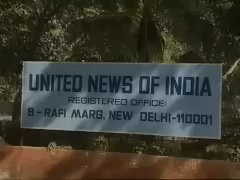 UNITED NEWS OF INDIA
REGISTERED OFFICE:
9 - RAFI MARG, NEW DELHI-110001